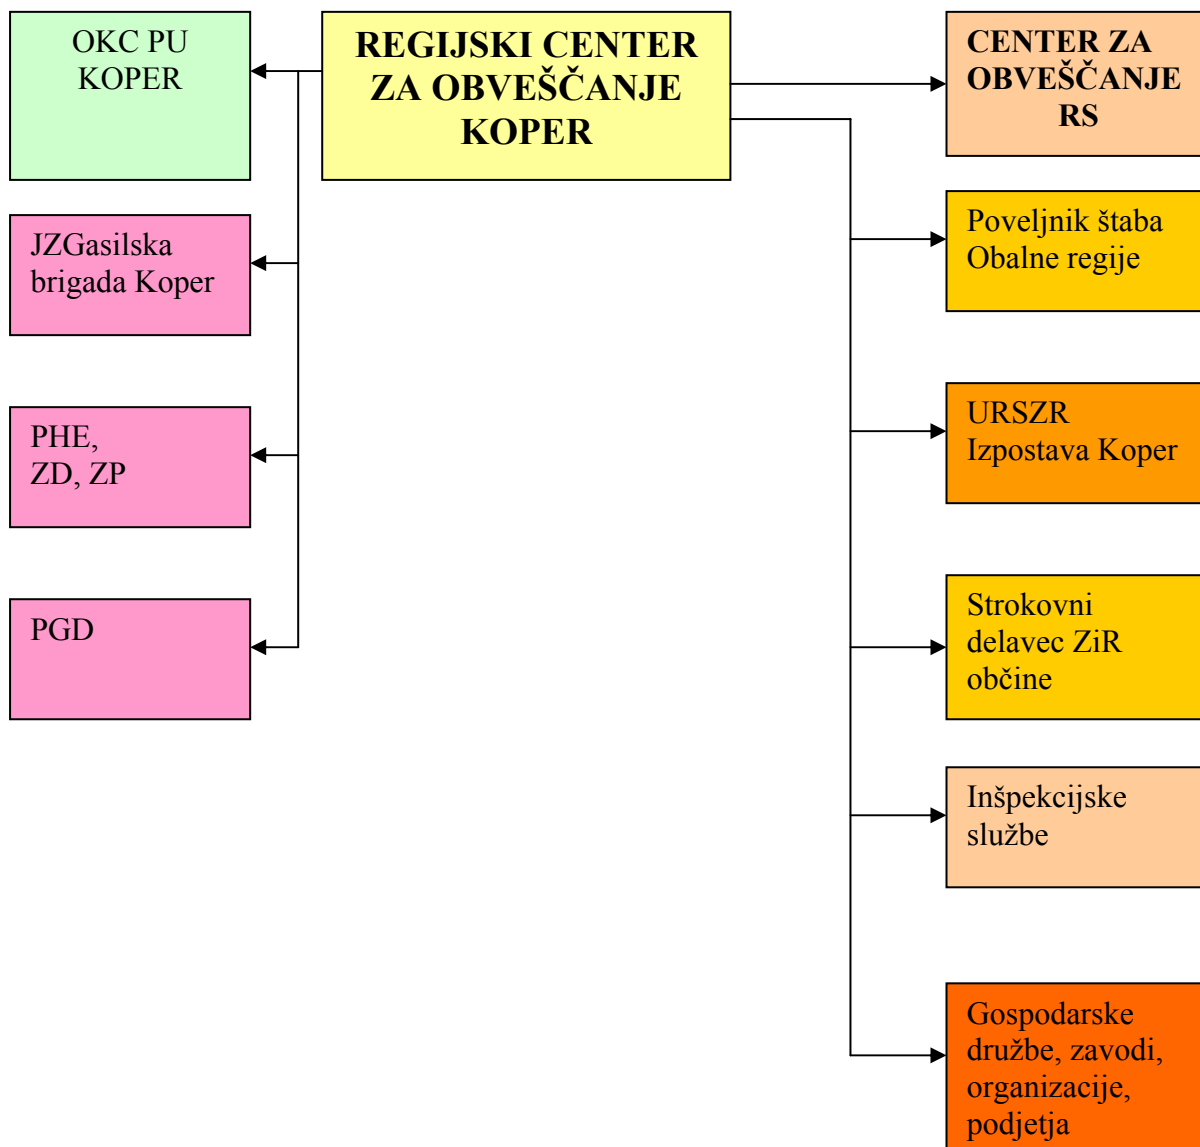 OKC PU
KOPER
REGIJSKI CENTER
ZA OBVEŠČANJE
KOPER
CENTER ZA
OBVEŠČANJE
RS
JZGasilska
brigada Koper
Poveljnik štaba
Obalne regije
PHE,
ZD, ZP
URSZR
Izpostava Koper
PGD
Strokovni
delavec ZiR
občine
Inšpekcijske
službe
Gospodarske
družbe, zavodi,
organizacije,
podjetja